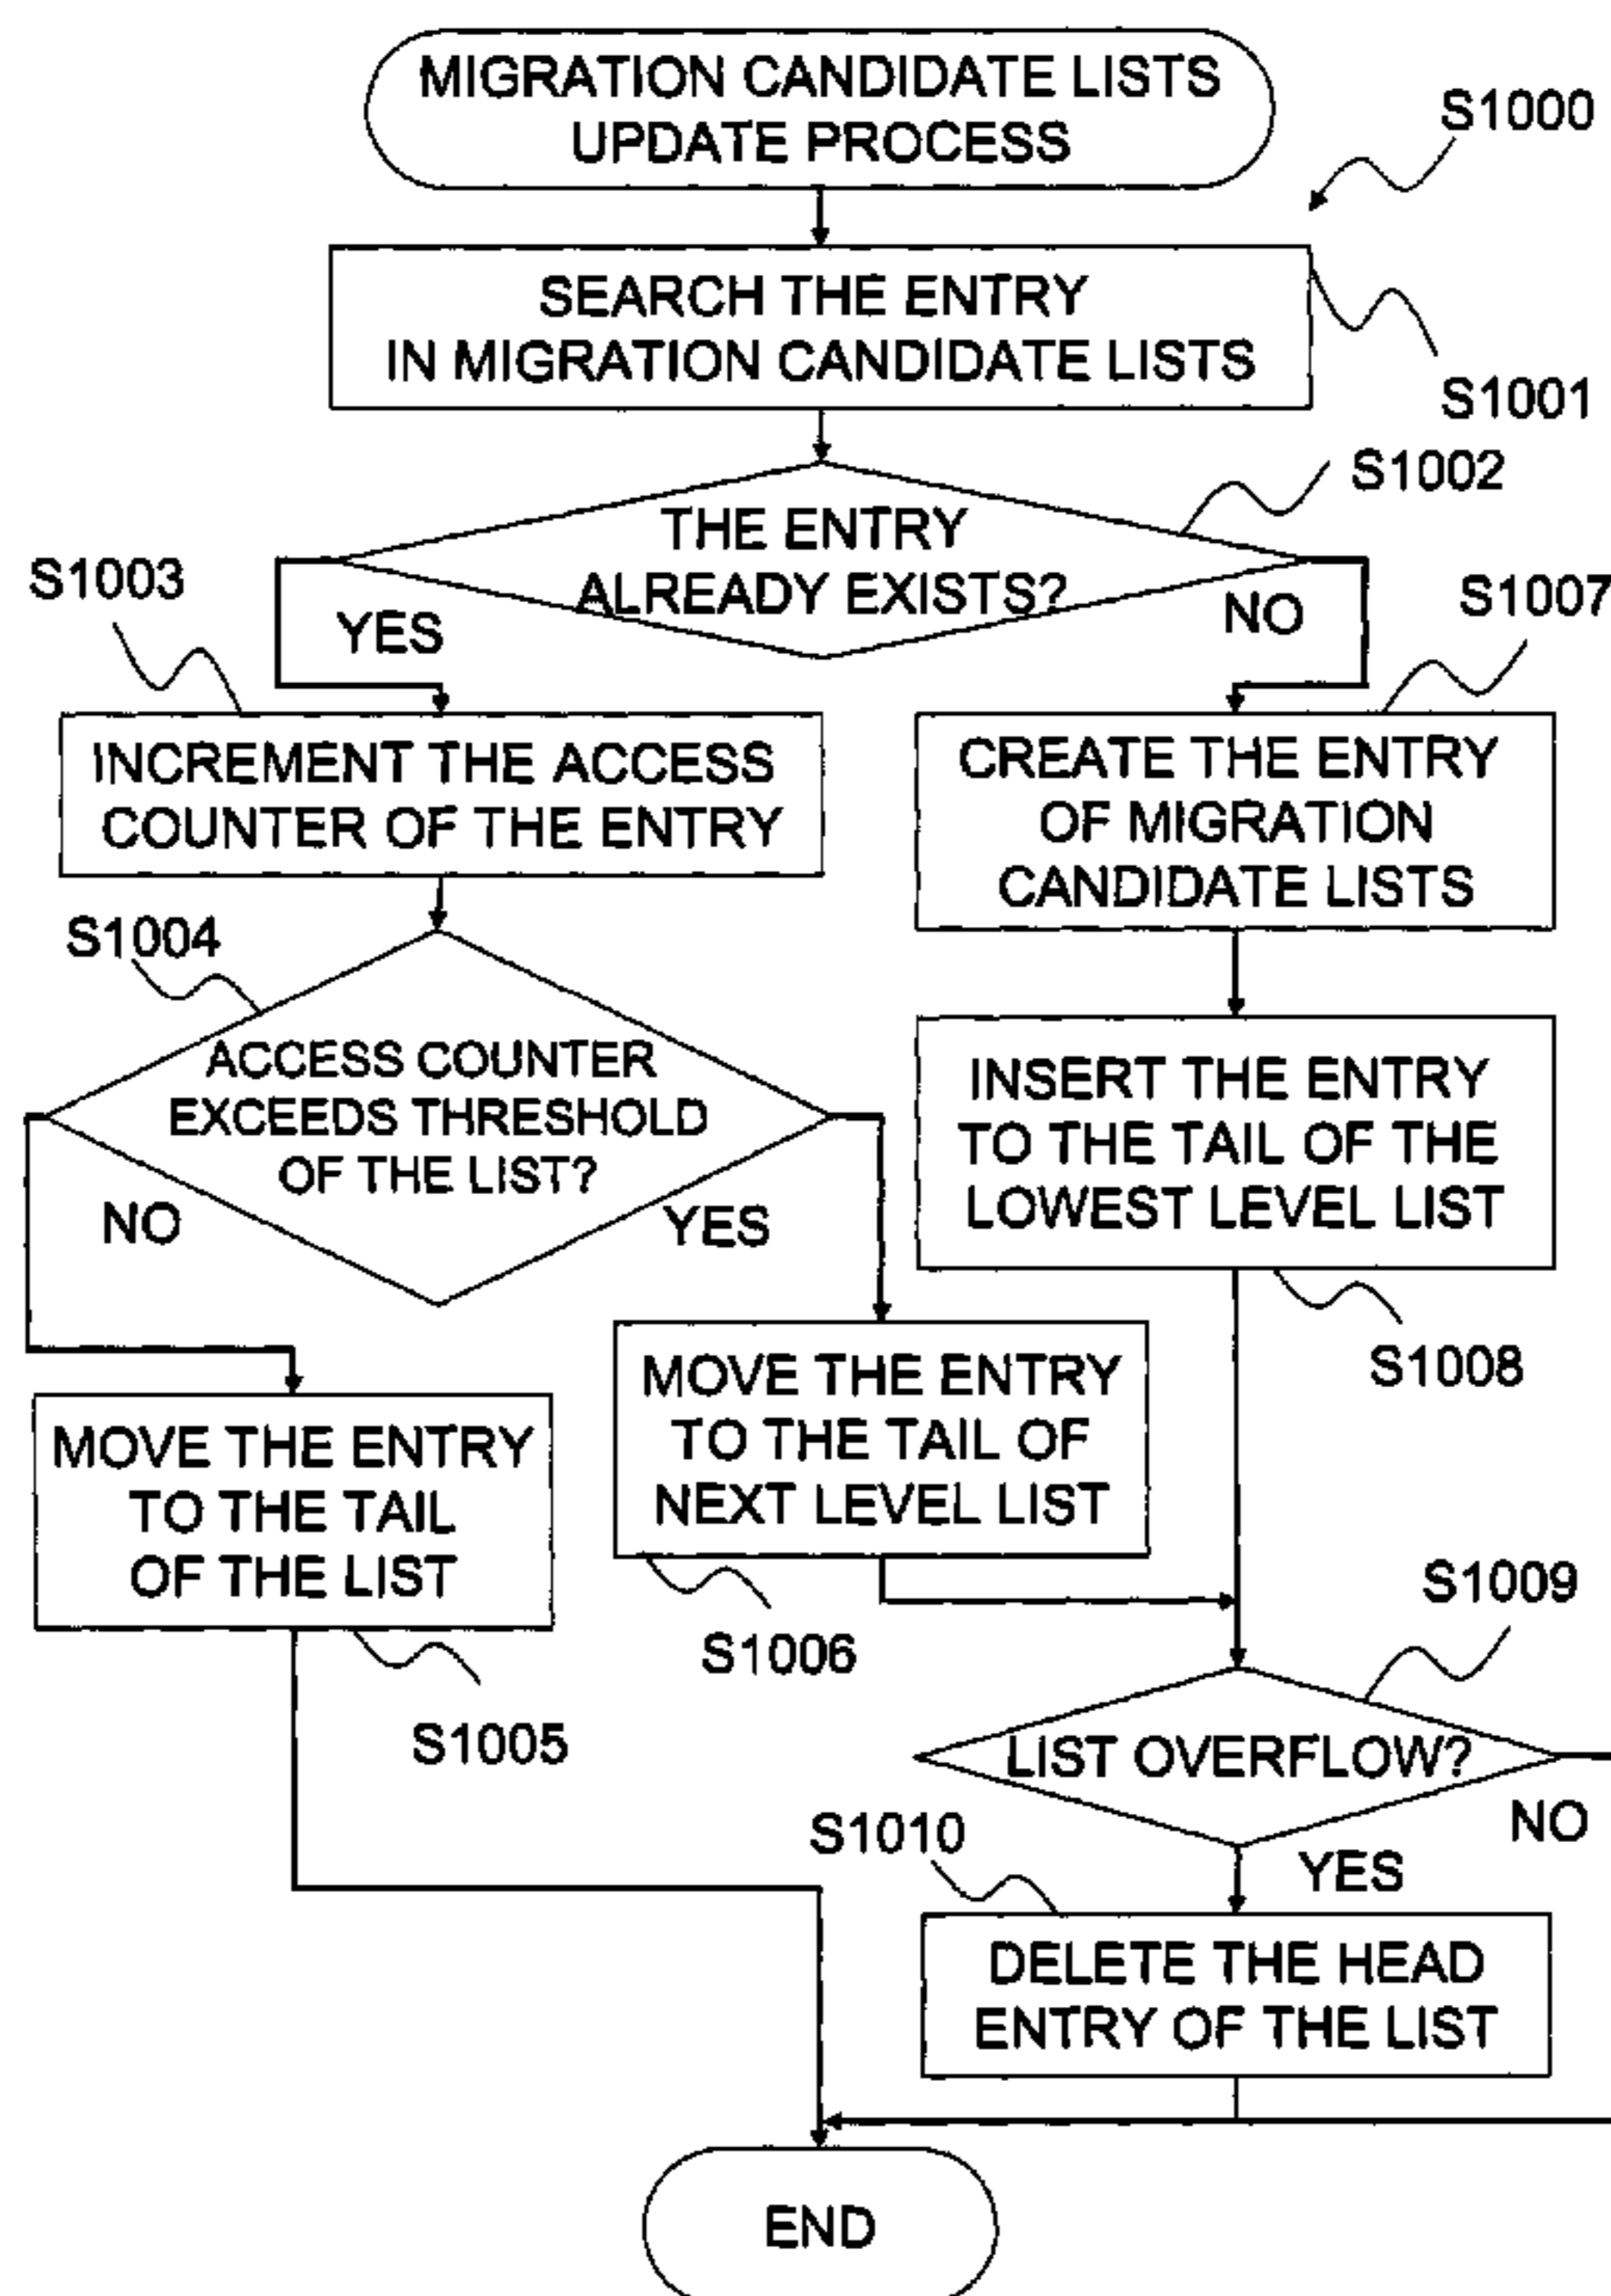 MIGRATION CANDIDATE LISTS
UPDATE PROCESS
S1000
SEARCH THE ENTRY
IN MIGRATION CANDIDATE LISTS
S1001
S1002
THE ENTRY
ALREADY EXISTS?
S1003
YES
NO
S1007
INCREMENT THE ACCESS
COUNTER OF THE ENTRY
CREATE THE ENTRY
OF MIGRATION
CANDIDATE LISTS
S1004
ACCESS COUNTER
EXCEEDS THRESHOLD
OF THE LIST?
NO
YES
INSERT THE ENTRY
TO THE TAIL OF THE
LOWEST LEVEL LIST
S1008
MOVE THE ENTRY
TO THE TAIL OF
NEXT LEVEL LIST
S1006
MOVE THE ENTRY
TO THE TAIL
OF THE LIST
S1005
S1009
LIST OVERFLOW?
NO
YES
S1010
DELETE THE HEAD
ENTRY OF THE LIST
END